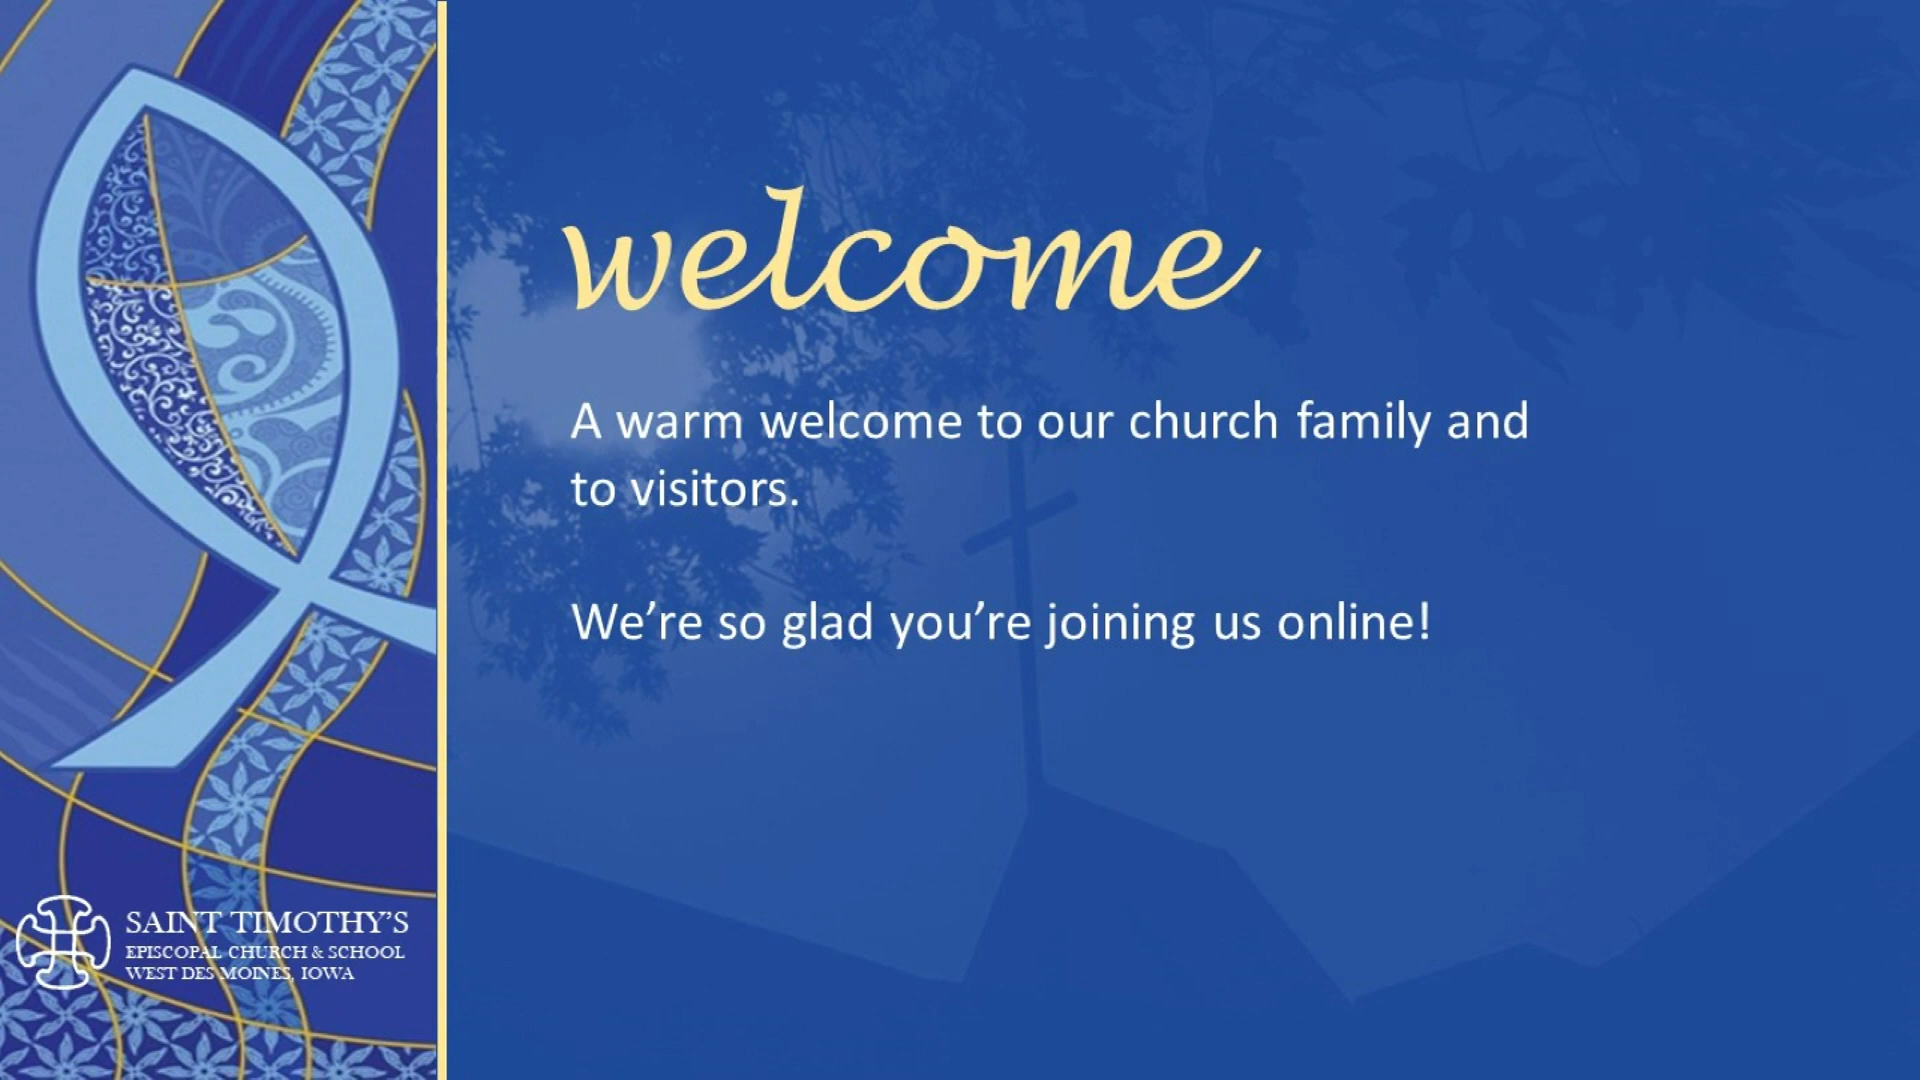 welcome
A warm welcome to our church family and
to visitors.
We’re so glad you’re joining us online!
SAINT TIMOTHY’S
EPISCOPAL CHURCH & SCHOOL
WEST DES MOINES, IOWA